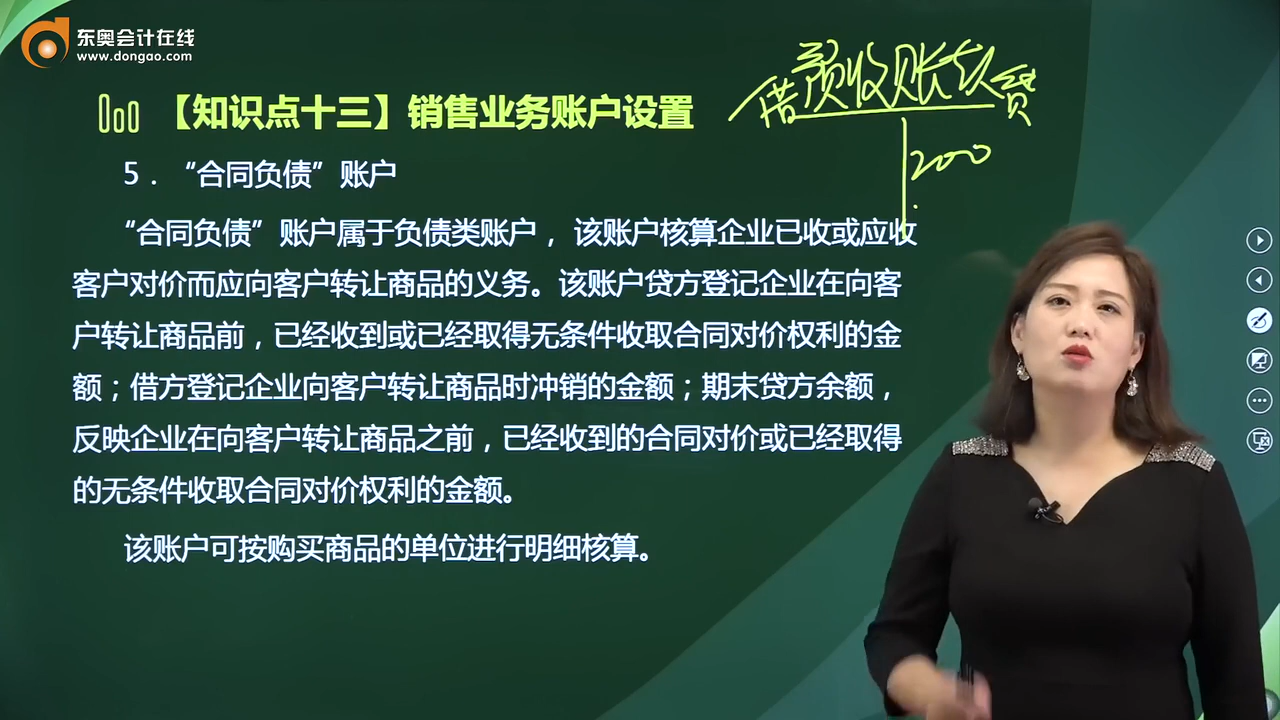 东奥会计在线
www.dongao.com
借 预收账款 贷
200
【知识点十三】销售业务账户设置
5．“合同负债”账户
“合同负债”账户属于负债类账户，该账户核算企业已收或应收
客户对价而应向客户转让商品的义务。该账户贷方登记企业在向客
户转让商品前，已经收到或已经取得无条件收取合同对价权利的金
额；借方登记企业向客户转让商品时冲销的金额；期末贷方余额，
反映企业在向客户转让商品之前，已经收到的合同对价或已经取得
的无条件收取合同对价权利的金额。
该账户可按购买商品的单位进行明细核算。